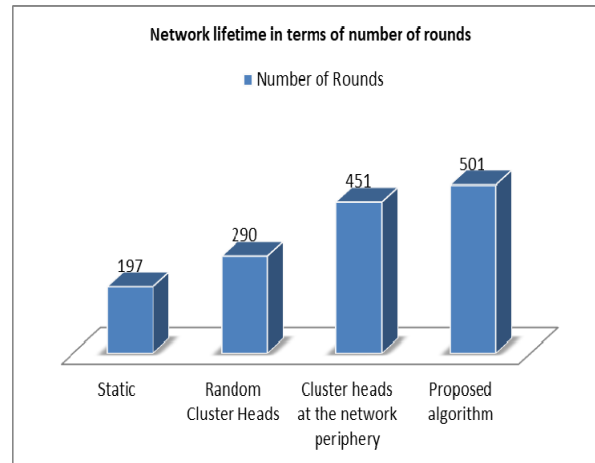 Network lifetime in terms of number of rounds
Number of Rounds
197
290
451
501
Static
Random
Cluster Heads
Cluster heads
at the network
periphery
Proposed
algorithm